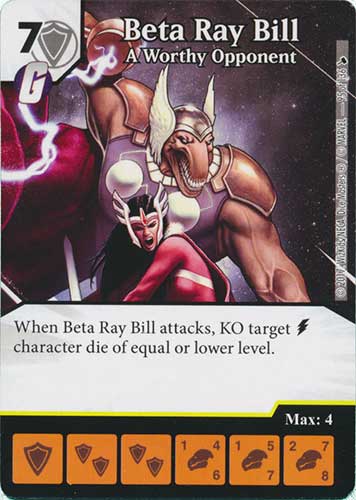 7
G
Beta Ray Bill
A Worthy Opponent
MARVEL
When Beta Ray Bill attacks, KO target
character die of equal or lower level.
Max: 4
1 4 6
1 5 7
2 7 8